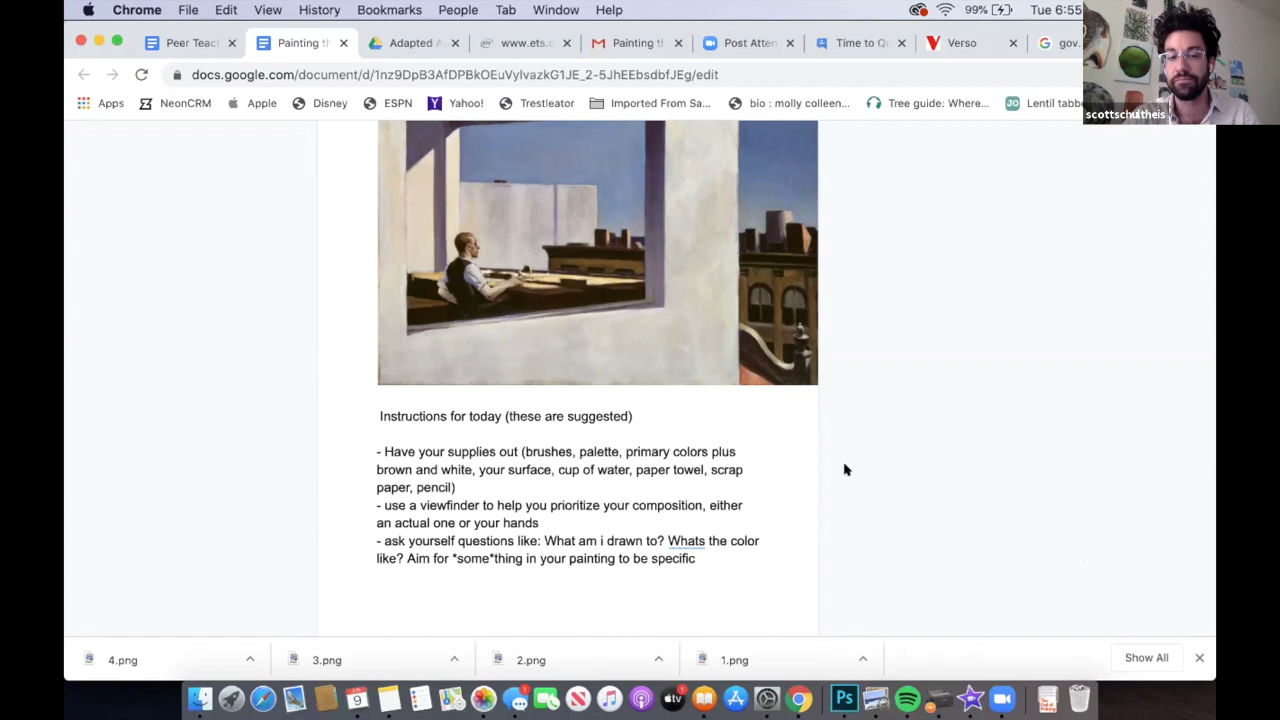 Chrome File Edit View History Bookmarks People Tab Window Help 99% Tue 6:55
Peer Teac Painting th Adapted A www.ets.c Painting th Post Atten Time to Qu Verso gov.
docs.google.com/document/d/1nz9DpB3AfDPBkOEuVylvazkG1JE_2-5JhEEbsdbfJEg/edit
Apps NeonCRM Apple Disney ESPN Yahoo! Trestleator Imported From Sa... bio : molly colleen... Tree guide: Where... JO Lentil tabbo
scottschultheis
Instructions for today (these are suggested)
- Have your supplies out (brushes, palette, primary colors plus
brown and white, your surface, cup of water, paper towel, scrap
paper, pencil)
- use a viewfinder to help you prioritize your composition, either
an actual one or your hands
- ask yourself questions like: What am i drawn to? Whats the color
like? Aim for *some*thing in your painting to be specific
4.png 3.png 2.png 1.png Show All
9 tv Ps